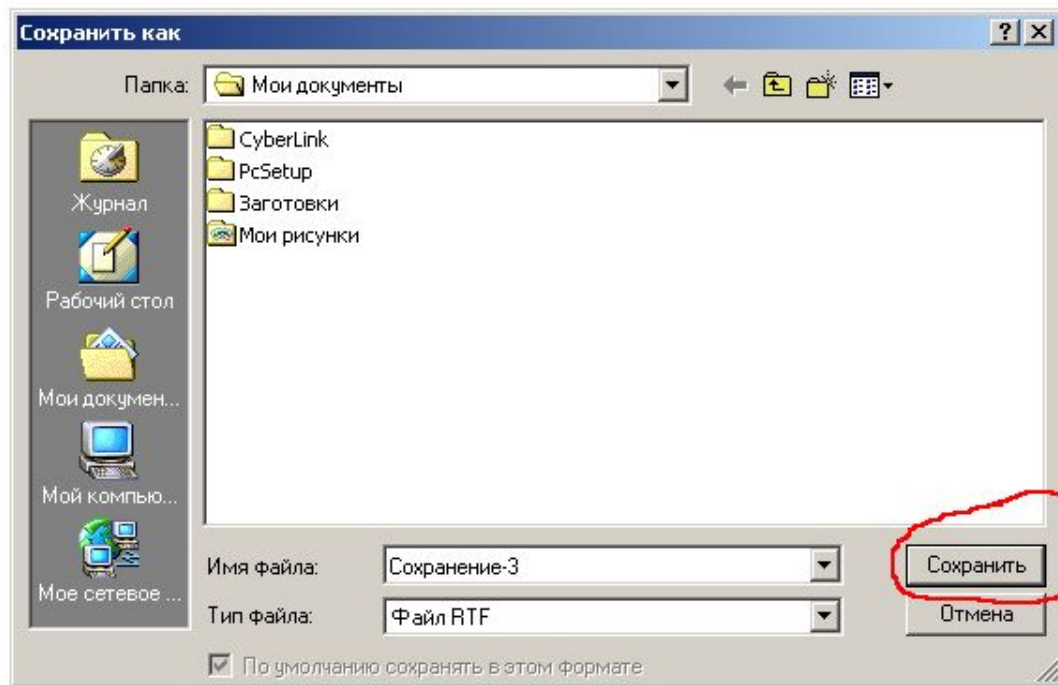 Сохранить как
Папка: Мои документы
CyberLink
PcSetup
Заготовки
Мои рисунки
Журнал
Рабочий стол
Мои докумен...
Мой компью...
Мое сетевое ...
Имя файла: Сохранение-3 Сохранить
Тип файла: Файл RTF Отмена
По умолчанию сохранять в этом формате